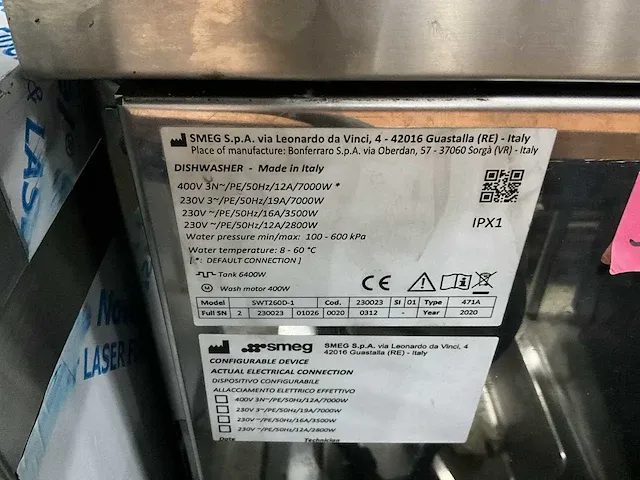 SMEG S.p.A. via Leonardo da Vinci, 4 - 42016 Guastalla (RE) - Italy
Place of manufacture: Bonferraro S.p.A. via Oberdan, 57 - 37060 Sorgà (VR) - Italy
DISHWASHER - Made in Italy
400V 3N~/PE/50Hz/12A/7000W *
230V 3~/PE/50Hz/19A/7000W
230V ~/PE/50Hz/16A/3500W
230V ~/PE/50Hz/12A/2800W
IPX1
Water pressure min/max: 100 - 600 kPa
Water temperature: 8 - 60 °C
[ *: DEFAULT CONNECTION ]
Tank 6400W
M Wash motor 400W
CE
Model SWT260D-1 Cod. 230023 SI 01 Type 471A
Full SN 2 230023 01026 0020 0312 - Year 2020
smeg SMEG S.p.A. via Leonardo da Vinci, 4
42016 Guastalla (RE) - Italy
CONFIGURABLE DEVICE
ACTUAL ELECTRICAL CONNECTION
DISPOSITIVO CONFIGURABILE
ALLACCIAMENTO ELETTRICO EFFETTIVO
400V 3N~/PE/50Hz/12A/7000W
230V 3~/PE/50Hz/19A/7000W
230V ~/PE/50Hz/16A/3500W
230V ~/PE/50Hz/12A/2800W
Date Technician
& LAS
LASER